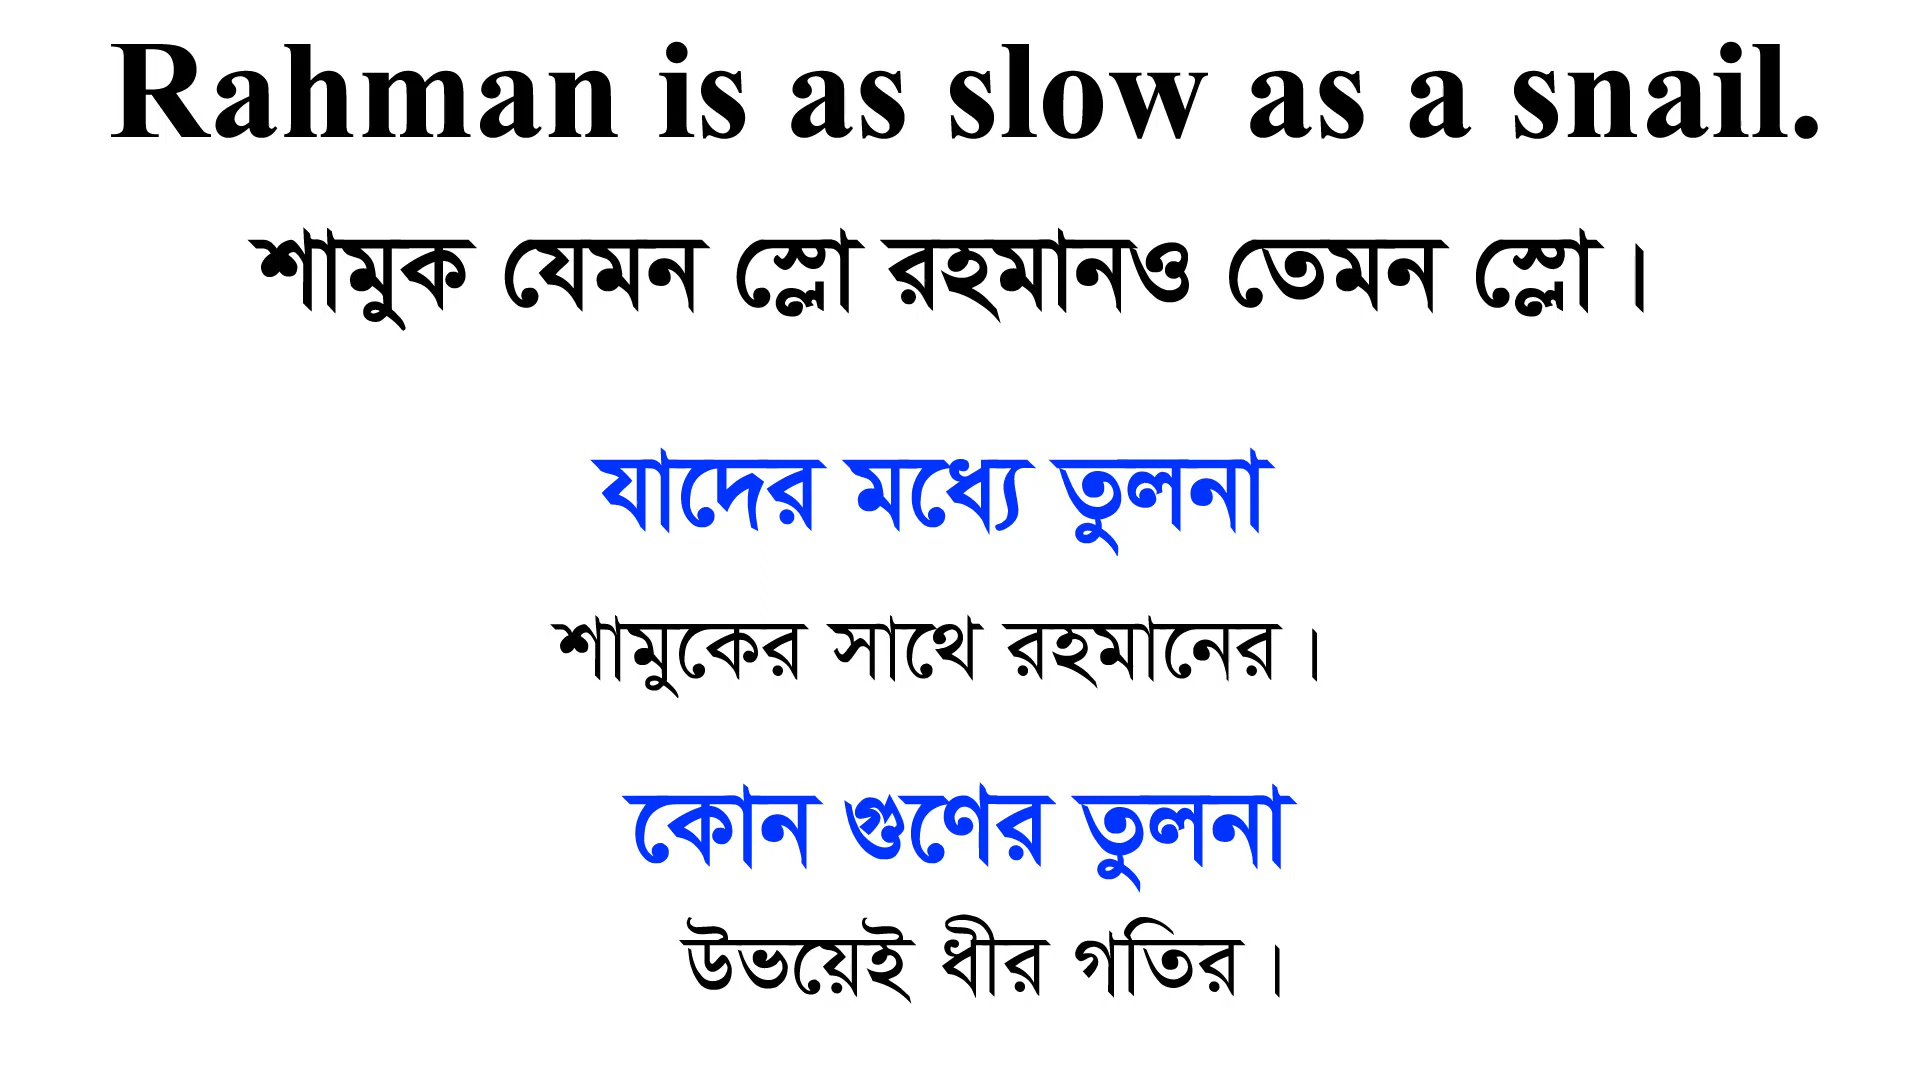 Rahman is as slow as a snail.
শামুক যেমন স্লো রহমানও তেমন স্লো।
যাদের মধ্যে তুলনা
শামুকের সাথে রহমানের।
কোন গুণের তুলনা
উভয়েই ধীর গতির।